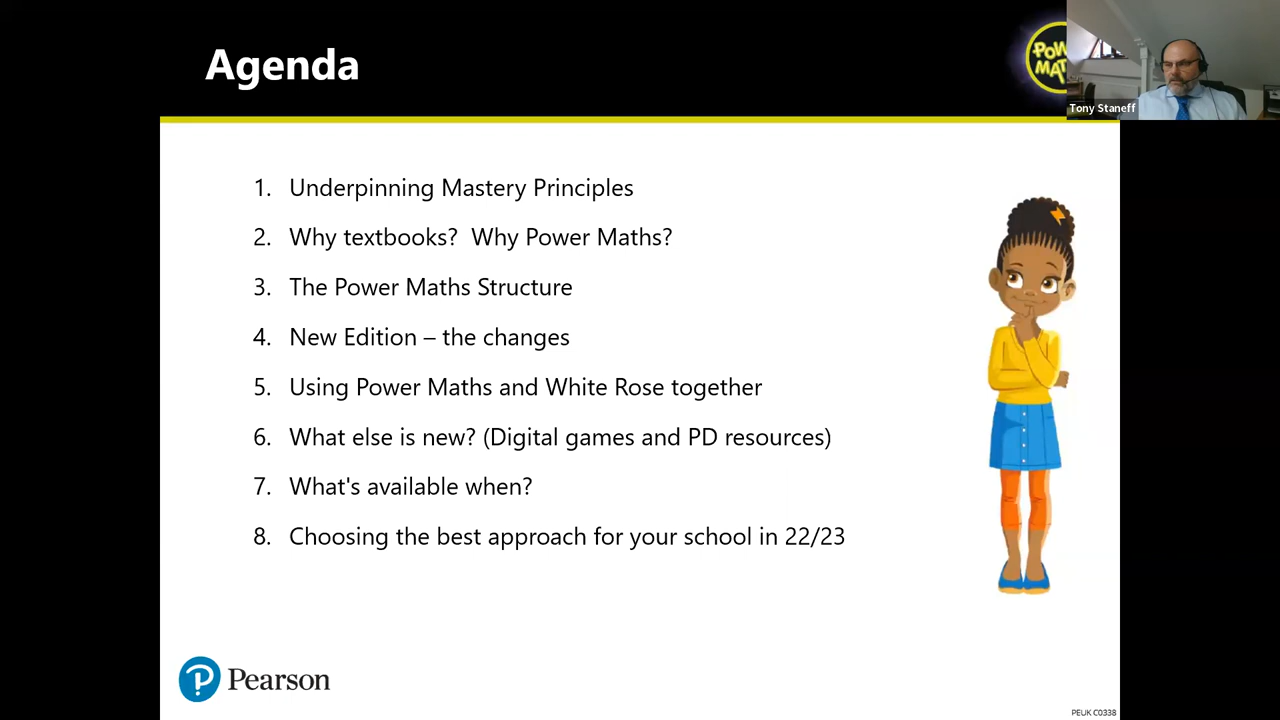 Agenda
POW
MAT
Tony Staneff
1. Underpinning Mastery Principles
2. Why textbooks?  Why Power Maths?
3. The Power Maths Structure
4. New Edition – the changes
5. Using Power Maths and White Rose together
6. What else is new? (Digital games and PD resources)
7. What's available when?
8. Choosing the best approach for your school in 22/23
Pearson
PEUK C0338